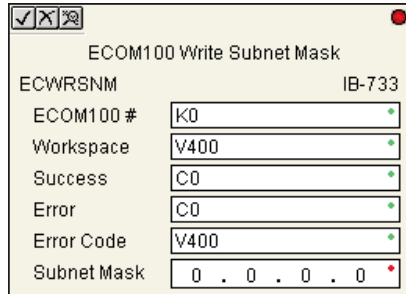 ECOM100 Write Subnet Mask
ECWRSNM IB-733
ECOM100 # K0
Workspace V400
Success C0
Error C0
Error Code V400
Subnet Mask 0 . 0 . 0 . 0